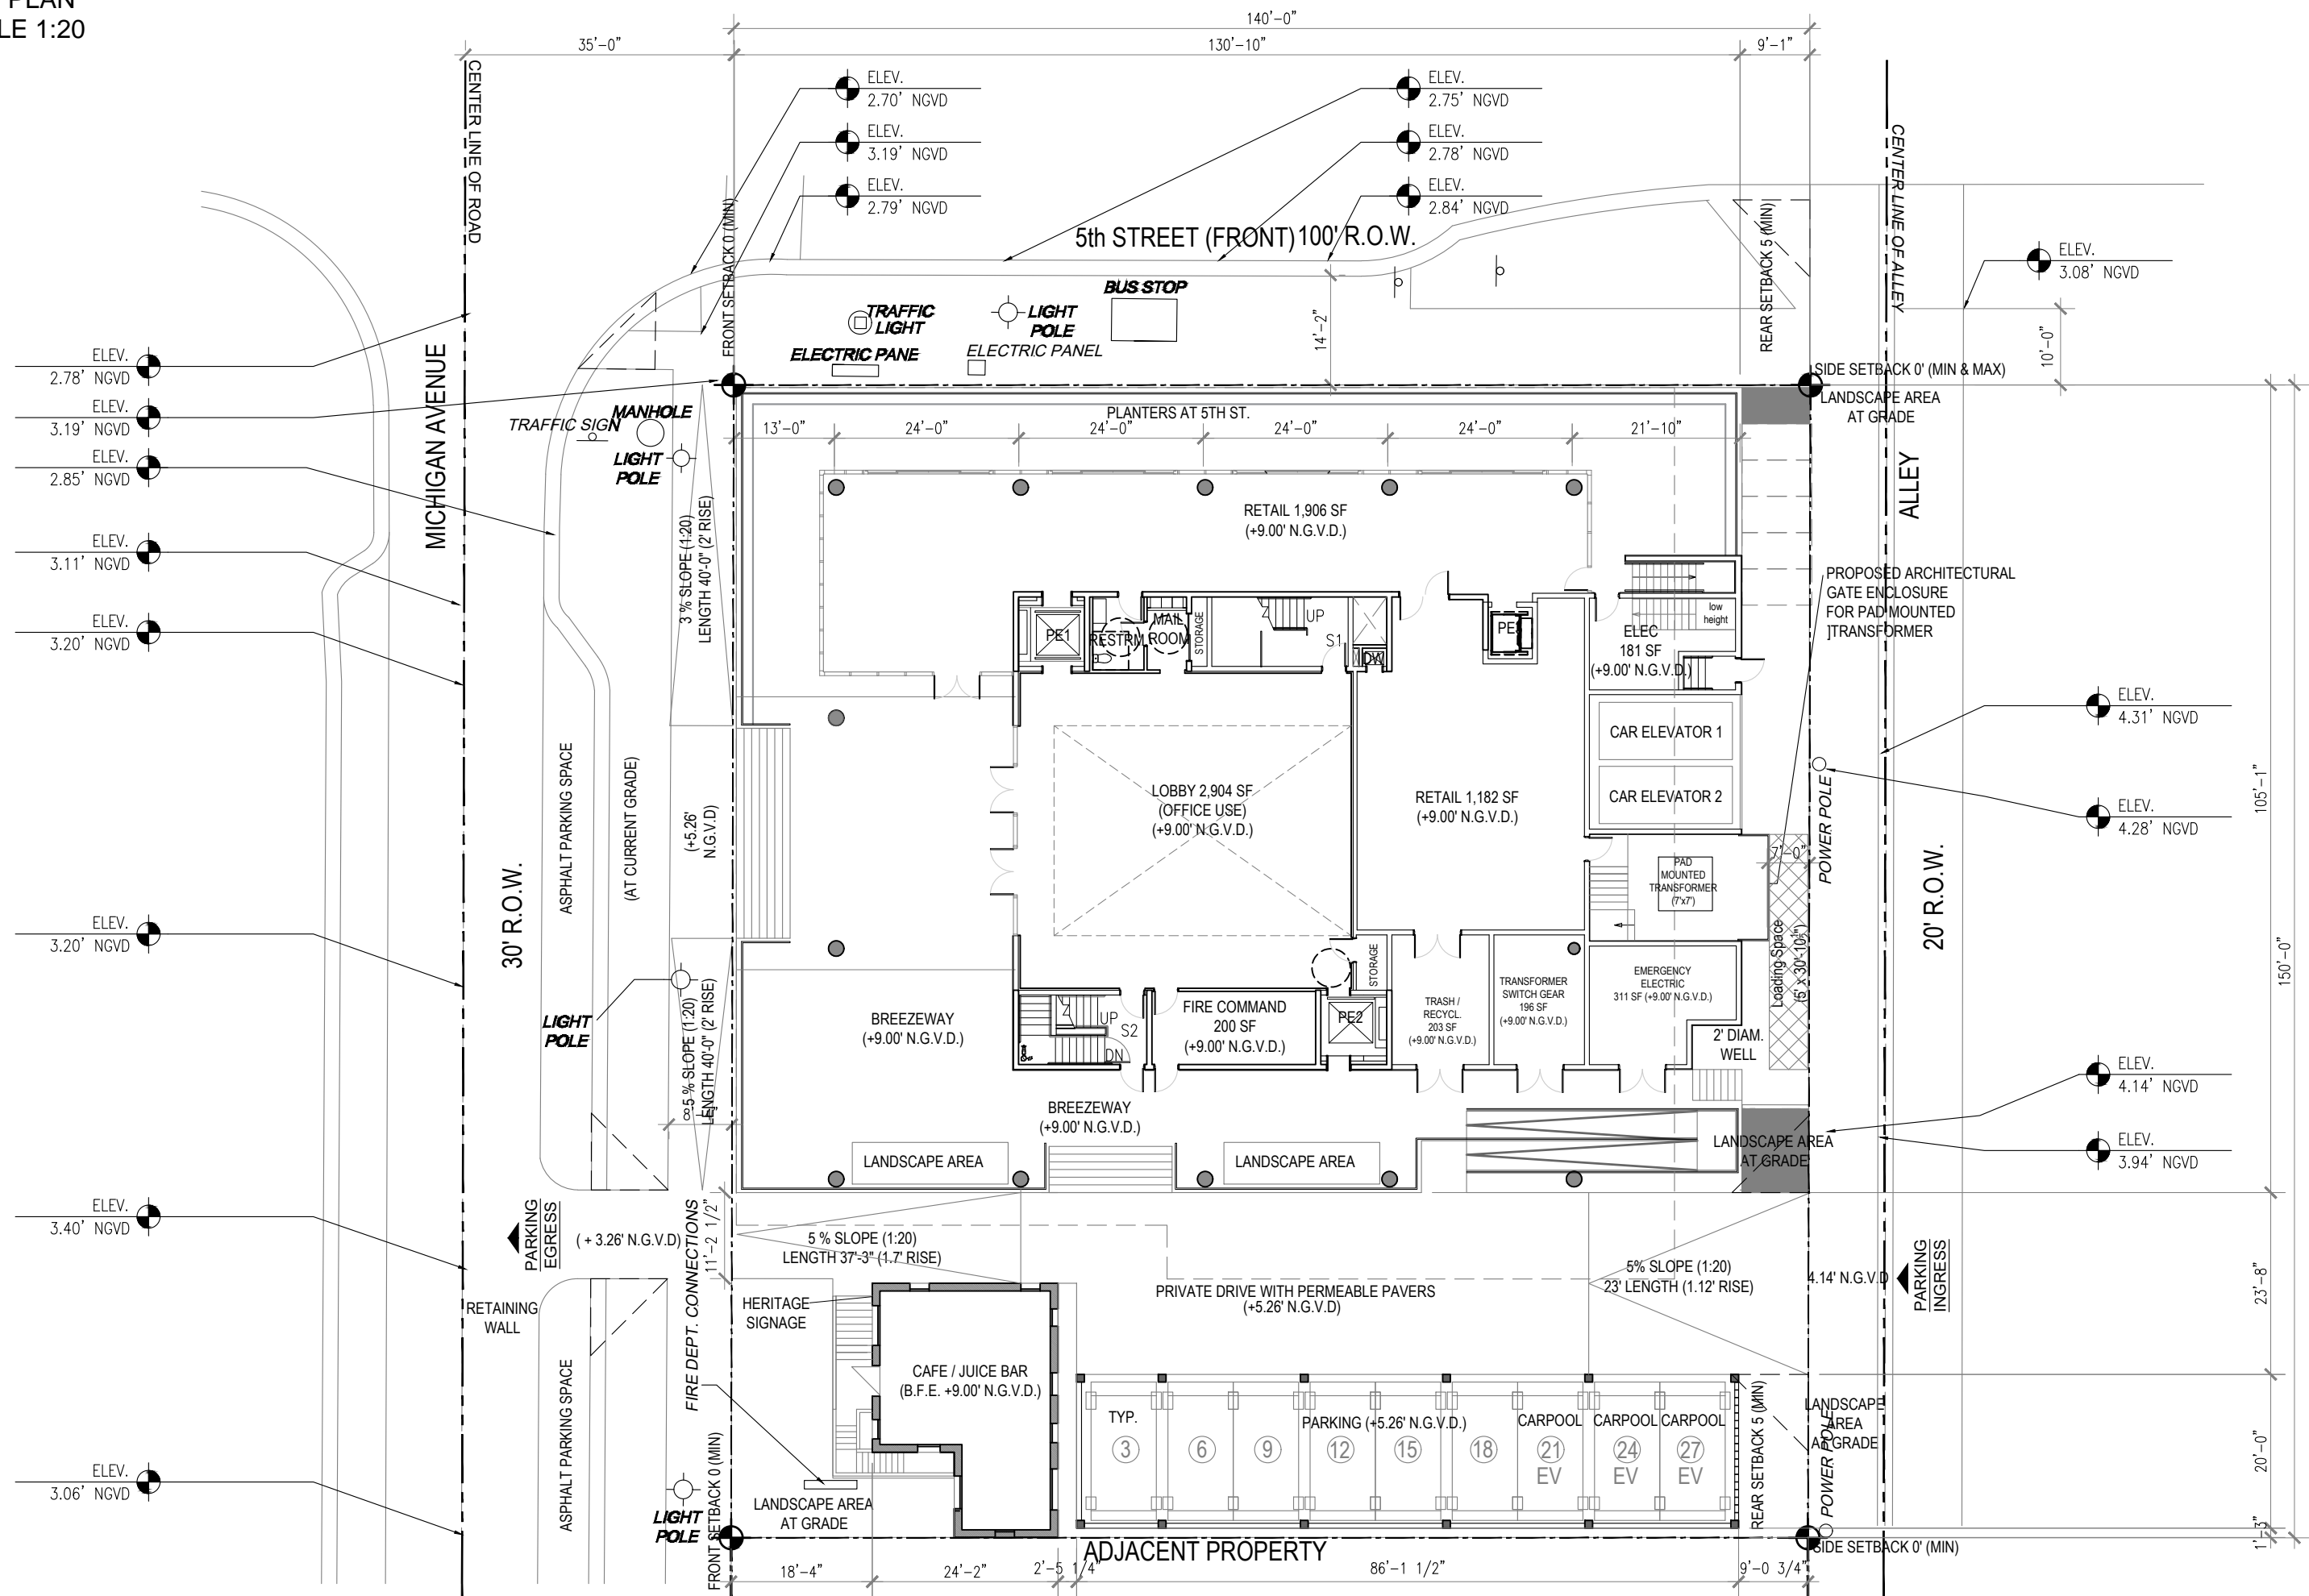 PLAN
LE 1:20
140'-0"
35'-0"
130'-10"
9'-1"
CENTER LINE OF ROAD
ELEV.
2.70' NGVD
ELEV.
3.19' NGVD
ELEV.
2.79' NGVD
ELEV.
2.75' NGVD
ELEV.
2.78' NGVD
ELEV.
2.84' NGVD
5th STREET (FRONT) 100' R.O.W.
FRONT SETBACK 0 (MIN)
REAR SETBACK 5 (MIN)
CENTER LINE OF ALLEY
ELEV.
3.08' NGVD
10'-0"
BUS STOP
TRAFFIC
LIGHT
LIGHT
POLE
ELECTRIC PANE
ELECTRIC PANEL
14'-2"
SIDE SETBACK 0' (MIN & MAX)
LANDSCAPE AREA
AT GRADE
ELEV.
2.78' NGVD
ELEV.
3.19' NGVD
ELEV.
2.85' NGVD
ELEV.
3.11' NGVD
ELEV.
3.20' NGVD
ELEV.
3.20' NGVD
ELEV.
3.40' NGVD
ELEV.
3.06' NGVD
MICHIGAN AVENUE
30' R.O.W.
TRAFFIC SIGN
MANHOLE
LIGHT
POLE
PLANTERS AT 5TH ST.
13'-0"
24'-0"
24'-0"
24'-0"
24'-0"
21'-10"
3 % SLOPE (1:20)
LENGTH 40'-0" (2' RISE)
RETAIL 1,906 SF
(+9.00' N.G.V.D.)
ALLEY
20' R.O.W.
PROPOSED ARCHITECTURAL
GATE ENCLOSURE
FOR PAD MOUNTED
]TRANSFORMER
PE1
RESTRM.
MAIL
ROOM
STORAGE
UP
S1
DW
ELEC
181 SF
(+9.00' N.G.V.D.)
low
height
CAR ELEVATOR 1
CAR ELEVATOR 2
ELEV.
4.31' NGVD
ELEV.
4.28' NGVD
POWER POLE
105'-1"
150'-0"
ASPHALT PARKING SPACE
(AT CURRENT GRADE)
(+5.26'
N.G.V.D)
LOBBY 2,904 SF
(OFFICE USE)
(+9.00' N.G.V.D.)
RETAIL 1,182 SF
(+9.00' N.G.V.D.)
PAD
MOUNTED
TRANSFORMER
(7'x7')
7'-0"
Loading Space
LIGHT
POLE
5 % SLOPE (1:20)
LENGTH 40'-0" (2' RISE)
BREEZEWAY
(+9.00' N.G.V.D.)
UP
S2
DN
FIRE COMMAND
200 SF
(+9.00' N.G.V.D.)
PE2
STORAGE
TRASH /
RECYCL.
203 SF
(+9.00' N.G.V.D.)
TRANSFORMER
SWITCH GEAR
196 SF
(+9.00' N.G.V.D.)
EMERGENCY
ELECTRIC
311 SF (+9.00' N.G.V.D.)
2' DIAM.
WELL
ELEV.
4.14' NGVD
ELEV.
3.94' NGVD
BREEZEWAY
(+9.00' N.G.V.D.)
LANDSCAPE AREA
LANDSCAPE AREA
LANDSCAPE AREA
AT GRADE
PARKING
EGRESS
( + 3.26' N.G.V.D)
11'-2 1/2"
5 % SLOPE (1:20)
LENGTH 37'-3" (1.7' RISE)
PRIVATE DRIVE WITH PERMEABLE PAVERS
(+5.26' N.G.V.D)
5% SLOPE (1:20)
23' LENGTH (1.12' RISE)
4.14' N.G.V.D
PARKING
INGRESS
23'-8"
RETAINING
WALL
FIRE DEPT. CONNECTIONS
HERITAGE
SIGNAGE
CAFE / JUICE BAR
(B.F.E. +9.00' N.G.V.D.)
ASPHALT PARKING SPACE
TYP.
PARKING (+5.26' N.G.V.D.)
CARPOOL
CARPOOL
CARPOOL
3
6
9
12
15
18
21
24
27
EV
EV
EV
REAR SETBACK 5 (MIN)
LANDSCAPE
AREA
AT GRADE
POWER POLE
20'-0"
1'-3"
LIGHT
POLE
FRONT SETBACK 0 (MIN)
LANDSCAPE AREA
AT GRADE
ADJACENT PROPERTY
SIDE SETBACK 0' (MIN)
18'-4"
24'-2"
2'-5 1/4"
86'-1 1/2"
9'-0 3/4"